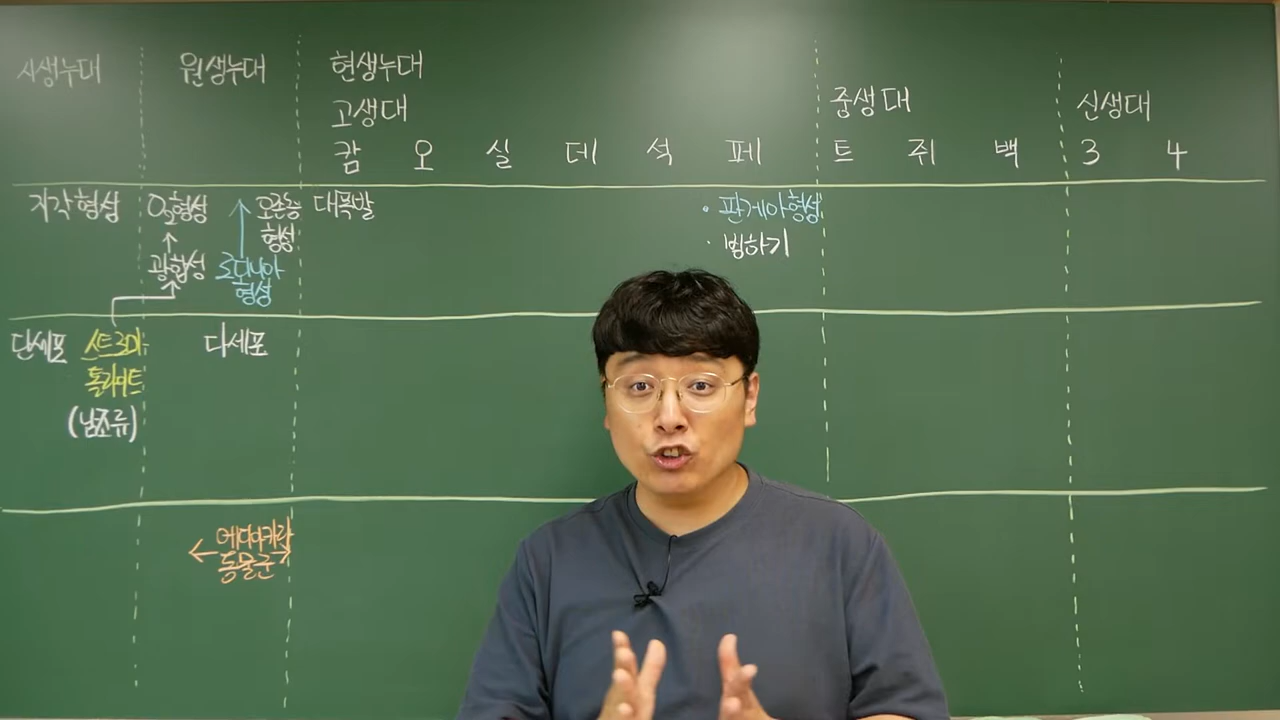 시생누대
원생누대
현생누대
고생대
중생대
신생대
캄 오 실 데 석 페 트 쥐 백 3 4
지각형성
O₂형성
오존층
형성
대폭발
· 판게아형성
· 빙하기
광합성
로디니아
형성
단세포
스트로마
톨라이트
(남조류)
다세포
에디아카라
동물군